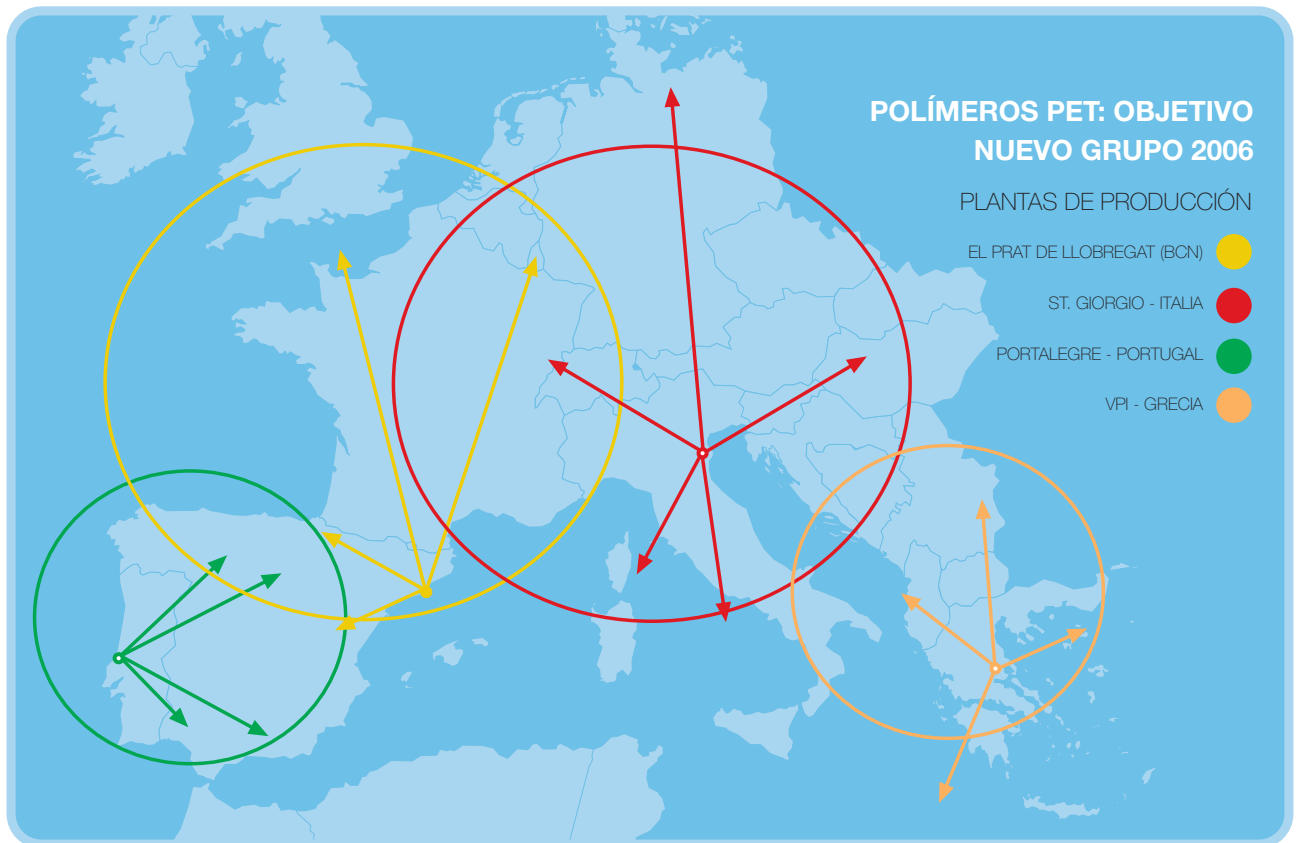 POLÍMEROS PET: OBJETIVO
NUEVO GRUPO 2006
PLANTAS DE PRODUCCIÓN
EL PRAT DE LLOBREGAT (BCN)
ST. GIORGIO - ITALIA
PORTALEGRE - PORTUGAL
VPI - GRECIA